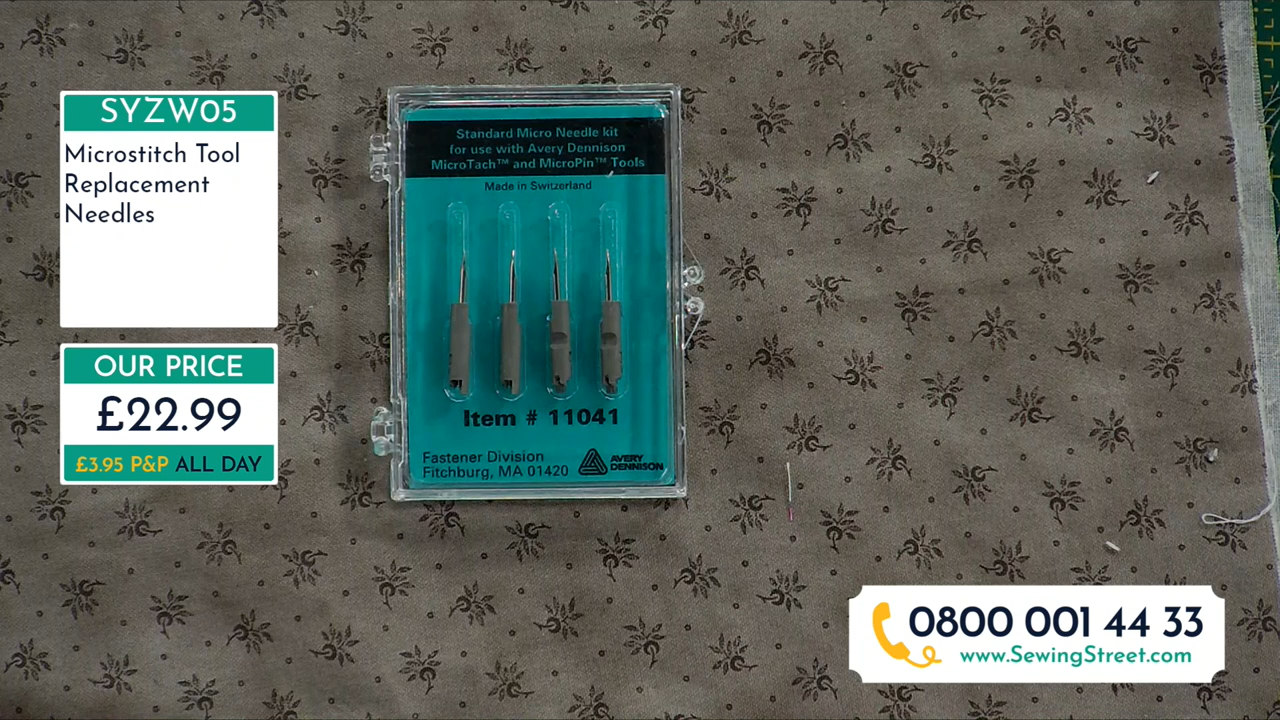 SYZW05
Microstitch Tool
Replacement
Needles
OUR PRICE
£22.99
£3.95 P&P ALL DAY
Standard Micro Needle kit
for use with Avery Dennison
MicroTach™ and MicroPin™ Tools
Made in Switzerland
Item # 11041
Fastener Division
Fitchburg, MA 01420
AVERY
DENNISON
0800 001 44 33
www.SewingStreet.com